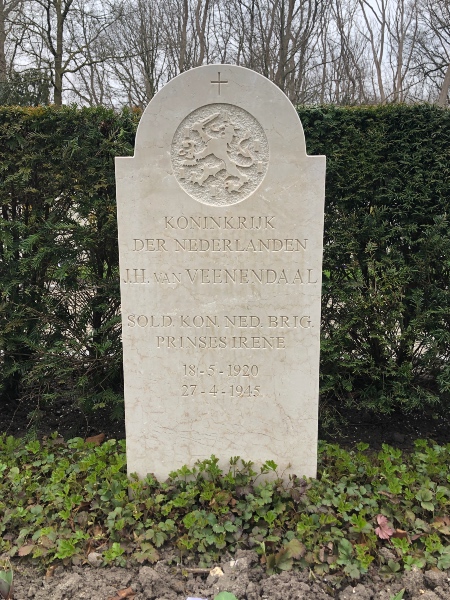 KONINKRIJK
DER NEDERLANDEN
J.H. VAN VEENENDAAL
SOLD. KON. NED. BRIG.
PRINSES IRENE
18-5-1920
27-4-1945